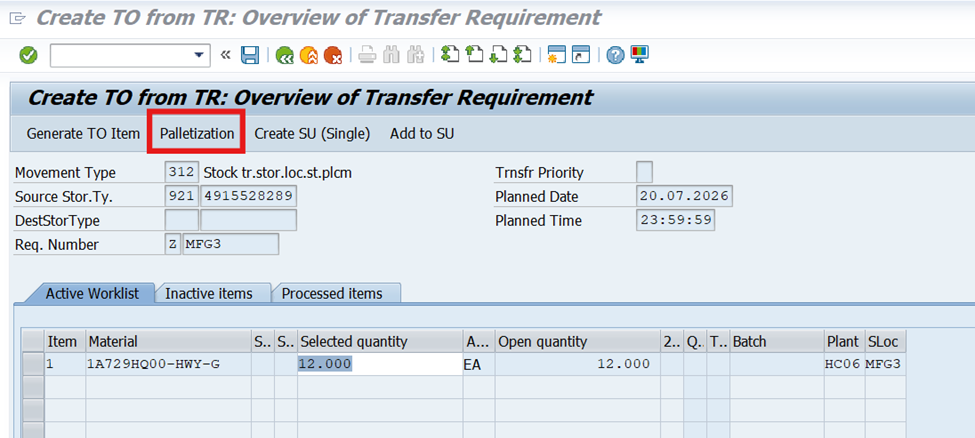 Create TO from TR: Overview of Transfer Requirement
Create TO from TR: Overview of Transfer Requirement
Generate TO Item Palletization Create SU (Single) Add to SU
Movement Type 312 Stock tr.stor.loc.st.plcm Trnsfr Priority
Source Stor.Ty. 921 4915528289 Planned Date 20.07.2026
DestStorType Planned Time 23:59:59
Req. Number Z MFG3
Active Worklist Inactive items Processed items
Item Material S.. S.. Selected quantity A... Open quantity 2.. Q.. T.. Batch Plant SLoc
1 1A729HQ00-HWY-G 12.000 EA 12.000 HC06 MFG3